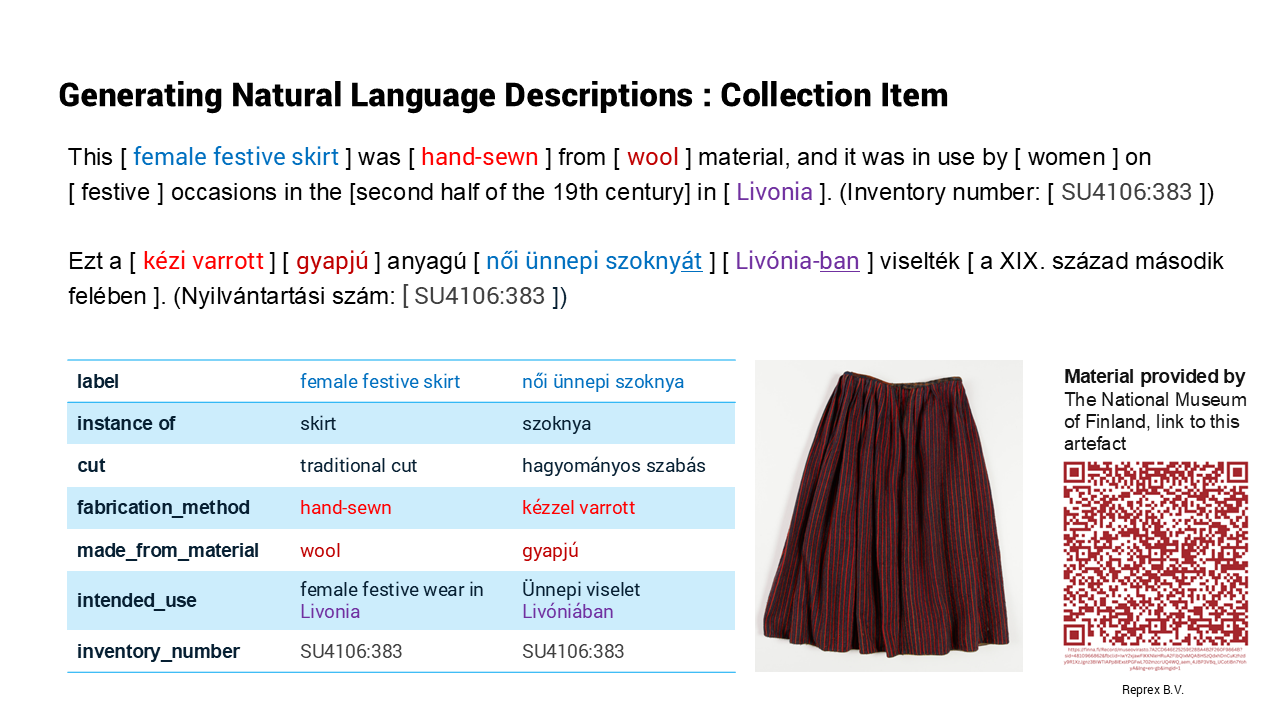 Generating Natural Language Descriptions : Collection Item
This [ female festive skirt ] was [ hand-sewn ] from [ wool ] material, and it was in use by [ women ] on
[ festive ] occasions in the [second half of the 19th century] in [ Livonia ]. (Inventory number: [ SU4106:383 ])
Ezt a [ kézi varrott ] [ gyapjú ] anyagú [ női ünnepi szoknyát ] [ Livónia-ban ] viselték [ a XIX. század második
felében ]. (Nyilvántartási szám: [ SU4106:383 ])
label female festive skirt női ünnepi szoknya
instance of skirt szoknya
cut traditional cut hagyományos szabás
fabrication_method hand-sewn kézzel varrott
made_from_material wool gyapjú
intended_use female festive wear in Livonia Ünnepi viselet Livóniában
inventory_number SU4106:383 SU4106:383
Material provided by
The National Museum
of Finland, link to this
artefact
Reprex B.V.